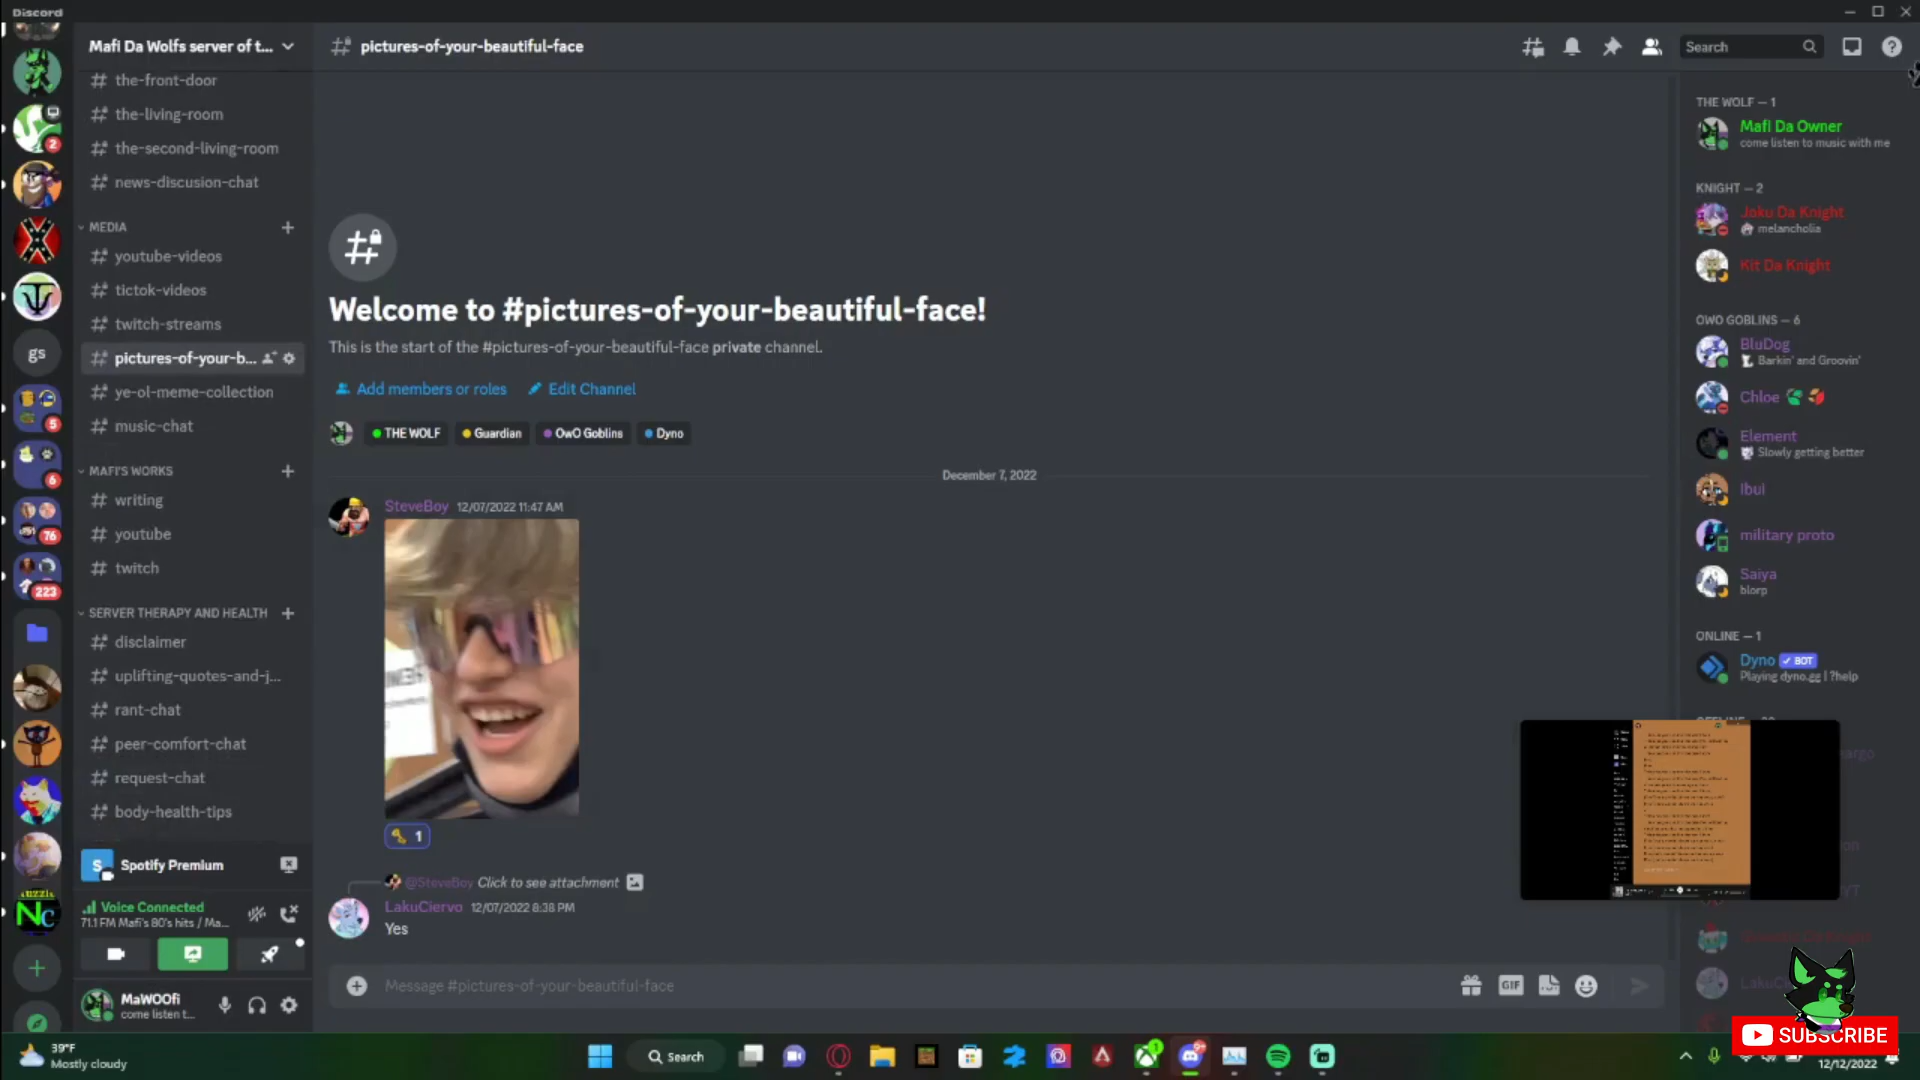 Discord
Mafi Da Wolfs server of t...
the-front-door
the-living-room
the-second-living-room
news-discusion-chat
MEDIA
youtube-videos
tictok-videos
twitch-streams
pictures-of-your-b...
ye-ol-meme-collection
music-chat
MAFI'S WORKS
writing
youtube
twitch
SERVER THERAPY AND HEALTH
disclaimer
uplifting-quotes-and-j...
rant-chat
peer-comfort-chat
request-chat
body-health-tips
S Spotify Premium
Voice Connected
71.1 FM Mafi's 80's hits / Ma...
MaWOOfi
come listen t...
2
gs
5
6
76
223
Nc
pictures-of-your-beautiful-face
Search
Welcome to #pictures-of-your-beautiful-face!
This is the start of the #pictures-of-your-beautiful-face private channel.
Add members or roles Edit Channel
THE WOLF Guardian OwO Goblins Dyno
December 7, 2022
SteveBoy 12/07/2022 11:47 AM
1
@SteveBoy Click to see attachment
LakuCiervo 12/07/2022 8:38 PM
Yes
Message #pictures-of-your-beautiful-face
GIF
THE WOLF — 1
Mafi Da Owner
come listen to music with me
KNIGHT — 2
Jaku Da Knight
melancholia
Kit Da Knight
OWO GOBLINS — 6
BluDog
Barkin' and Groovin'
Chloe
Element
Slowly getting better
Ibui
military proto
Saiya
blorp
ONLINE — 1
Dyno BOT
Playing dyno.gg | ?help
SUBSCRIBE
39°F
Mostly cloudy
Search
12/12/2022